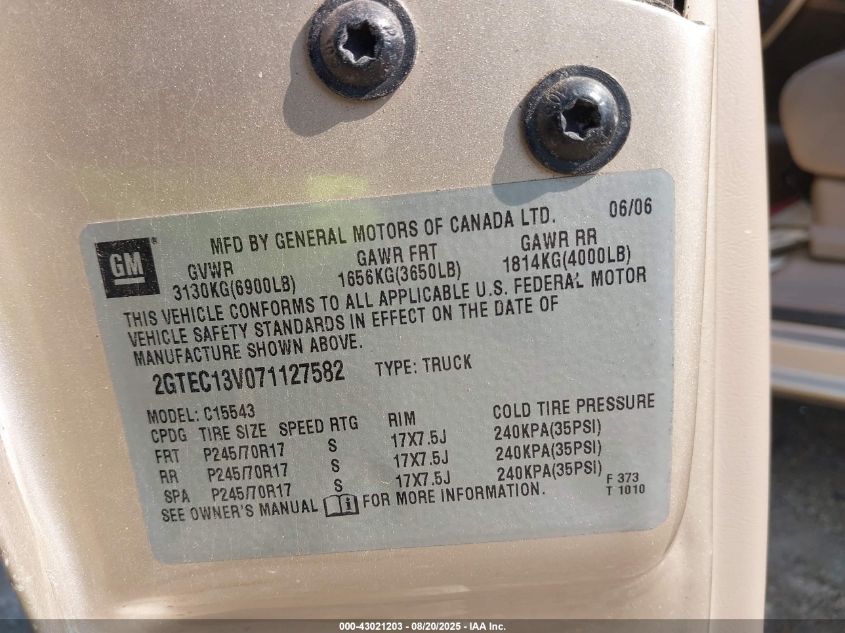 GM ®
MFD BY GENERAL MOTORS OF CANADA LTD. 06/06
GVWR GAWR FRT GAWR RR
3130KG(6900LB) 1656KG(3650LB) 1814KG(4000LB)
THIS VEHICLE CONFORMS TO ALL APPLICABLE U.S. FEDERAL MOTOR
VEHICLE SAFETY STANDARDS IN EFFECT ON THE DATE OF
MANUFACTURE SHOWN ABOVE.
2GTEC13V071127582 TYPE: TRUCK
MODEL: C15543
CPDG TIRE SIZE SPEED RTG RIM COLD TIRE PRESSURE
FRT P245/70R17 S 17X7.5J 240KPA(35PSI)
RR P245/70R17 S 17X7.5J 240KPA(35PSI)
SPA P245/70R17 S 17X7.5J 240KPA(35PSI)
SEE OWNER'S MANUAL i FOR MORE INFORMATION.
F 373
T 1010
000-43021203 - 08/20/2025 - IAA Inc.